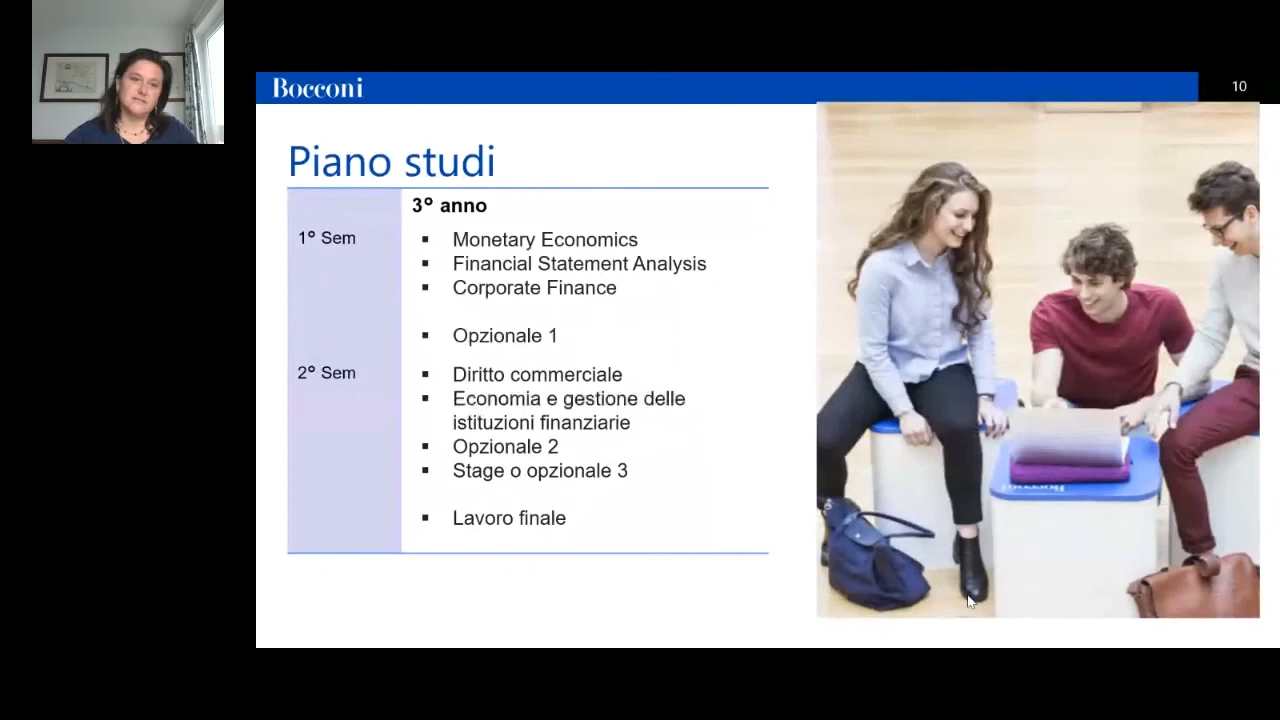 Bocconi
10
Piano studi
3° anno
1° Sem
Monetary Economics
Financial Statement Analysis
Corporate Finance
Opzionale 1
2° Sem
Diritto commerciale
Economia e gestione delle
istituzioni finanziarie
Opzionale 2
Stage o opzionale 3
Lavoro finale